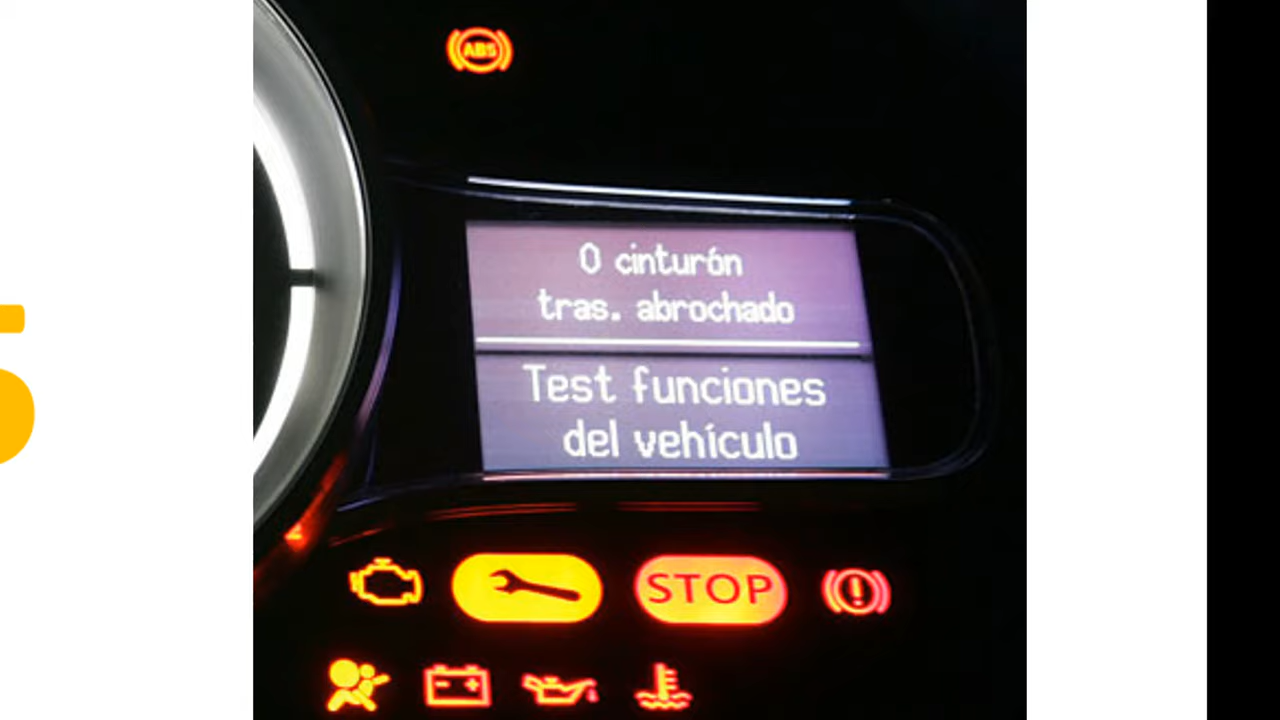 ABS
0 cinturón
tras. abrochado
Test funciones
del vehículo
STOP